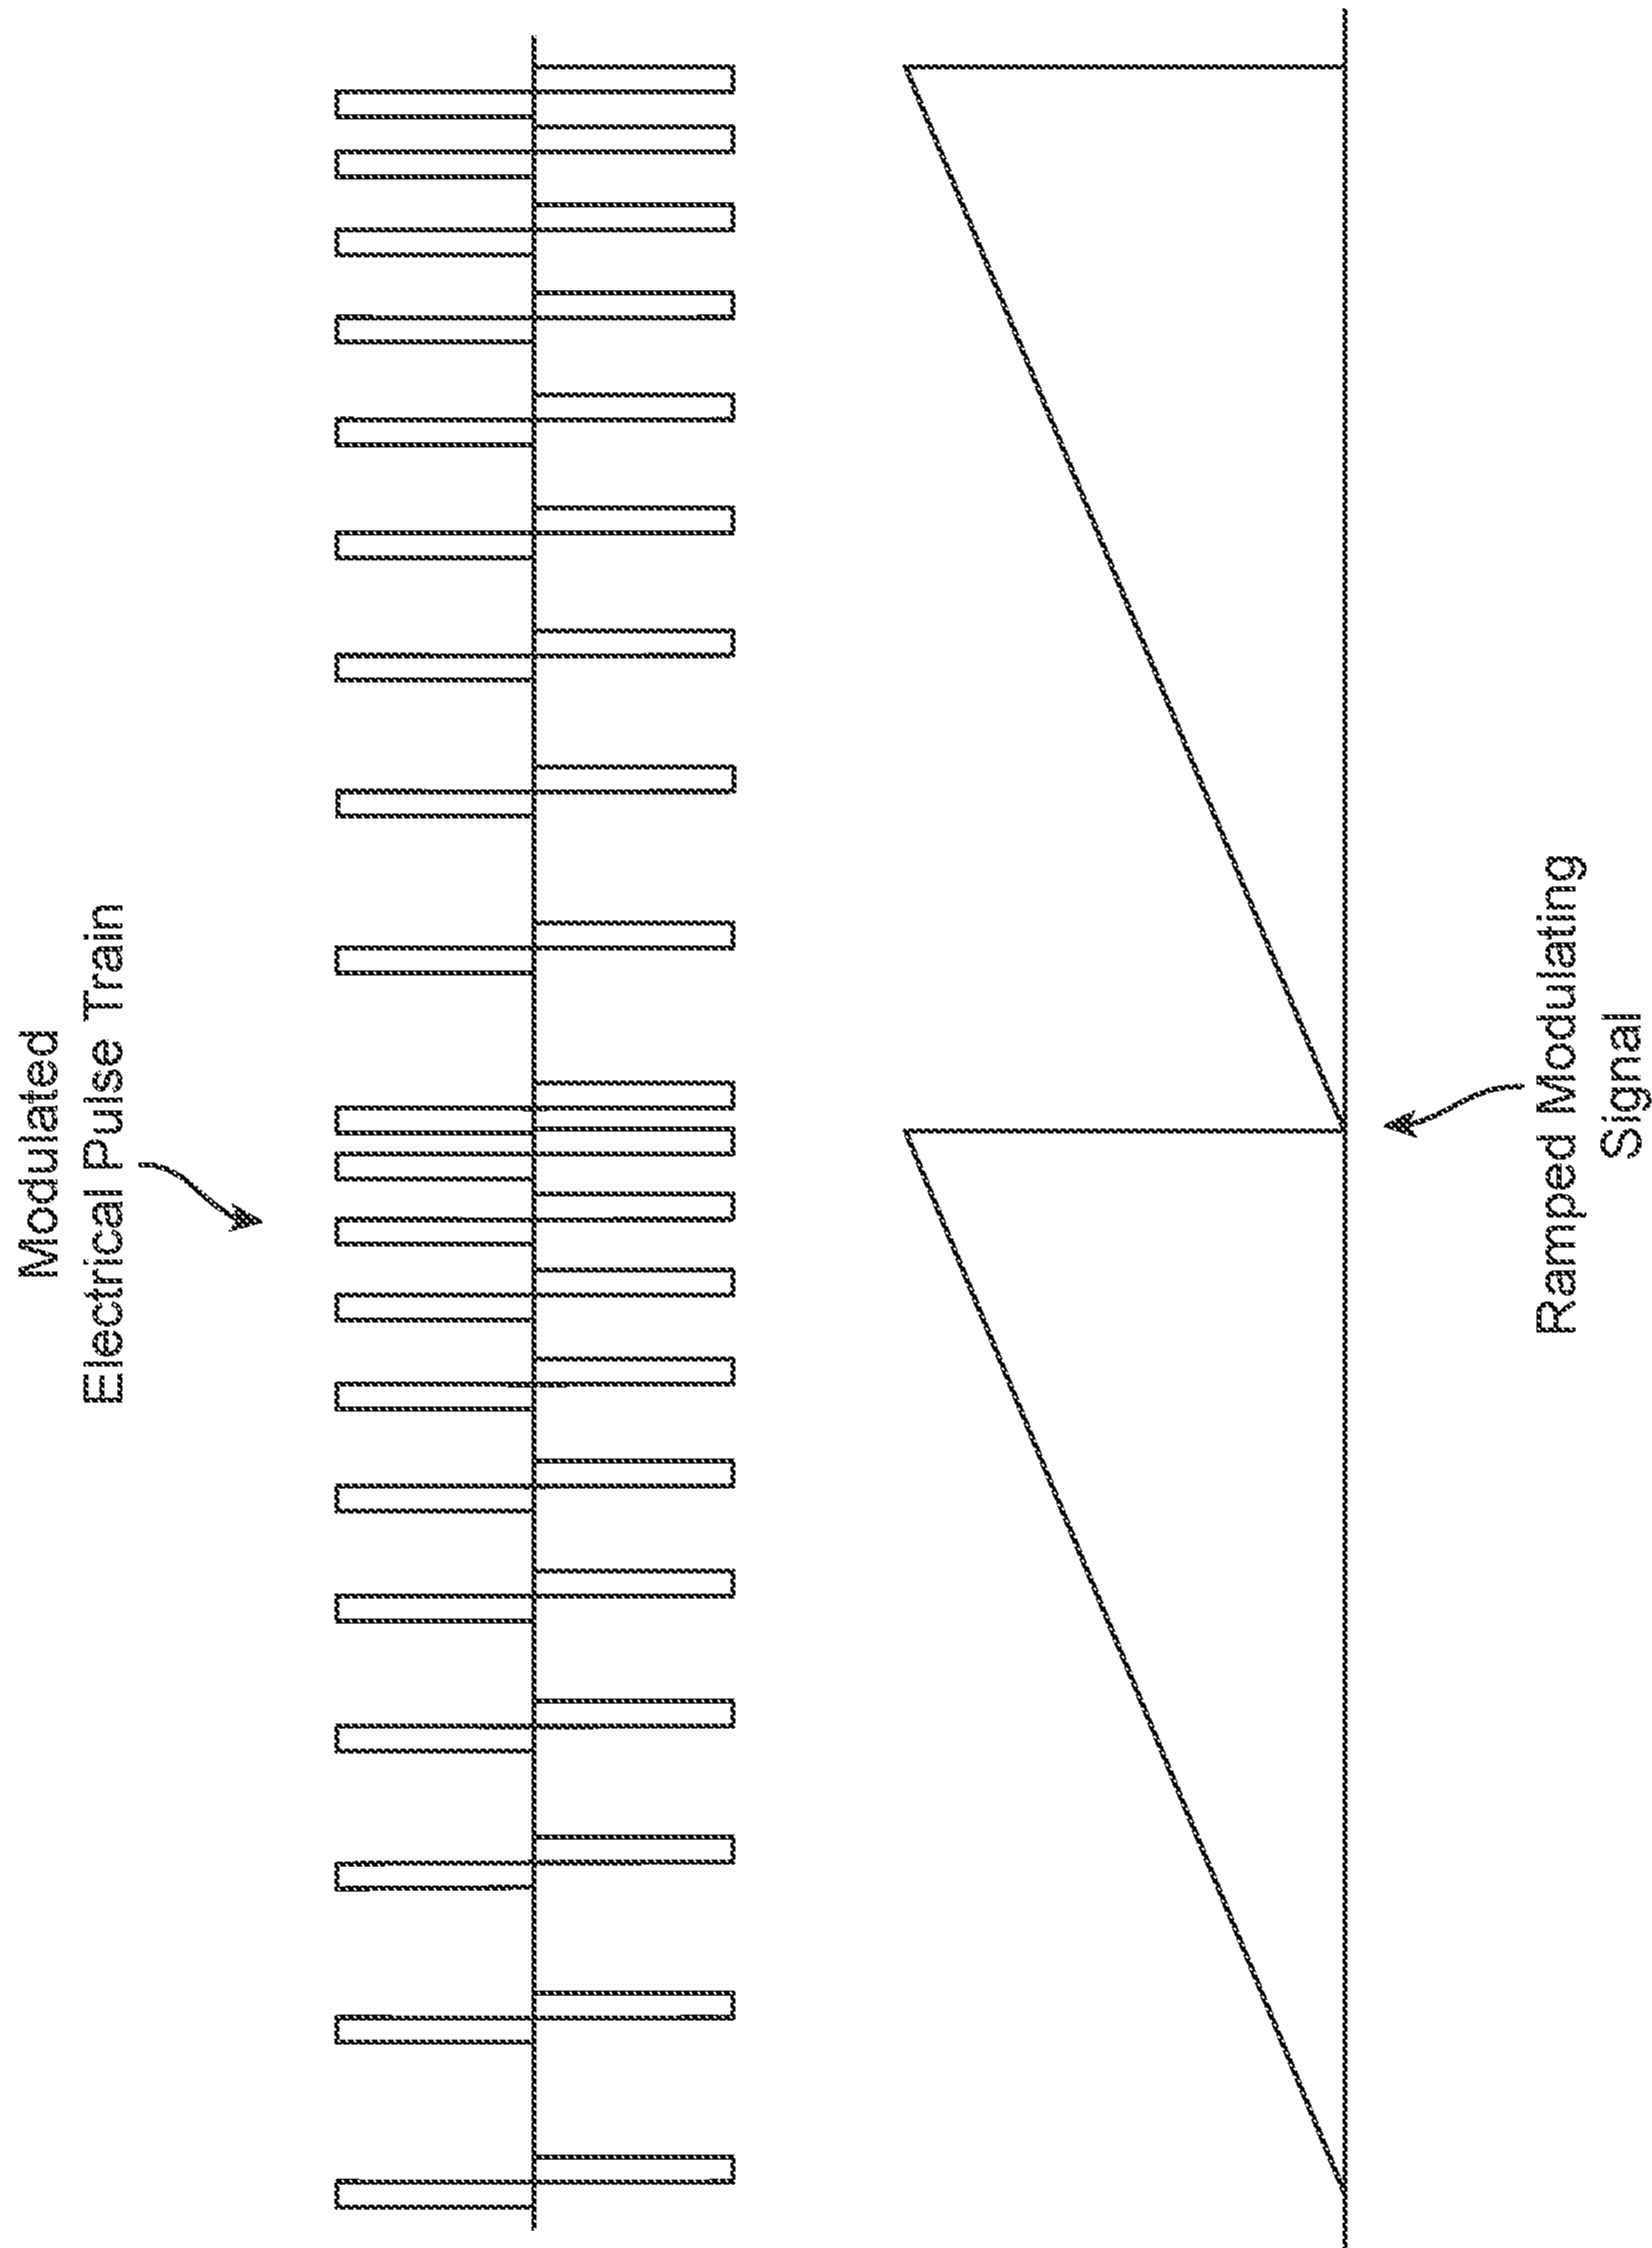 Modulated
Electrical Pulse Train
Ramped Modulating
Signal